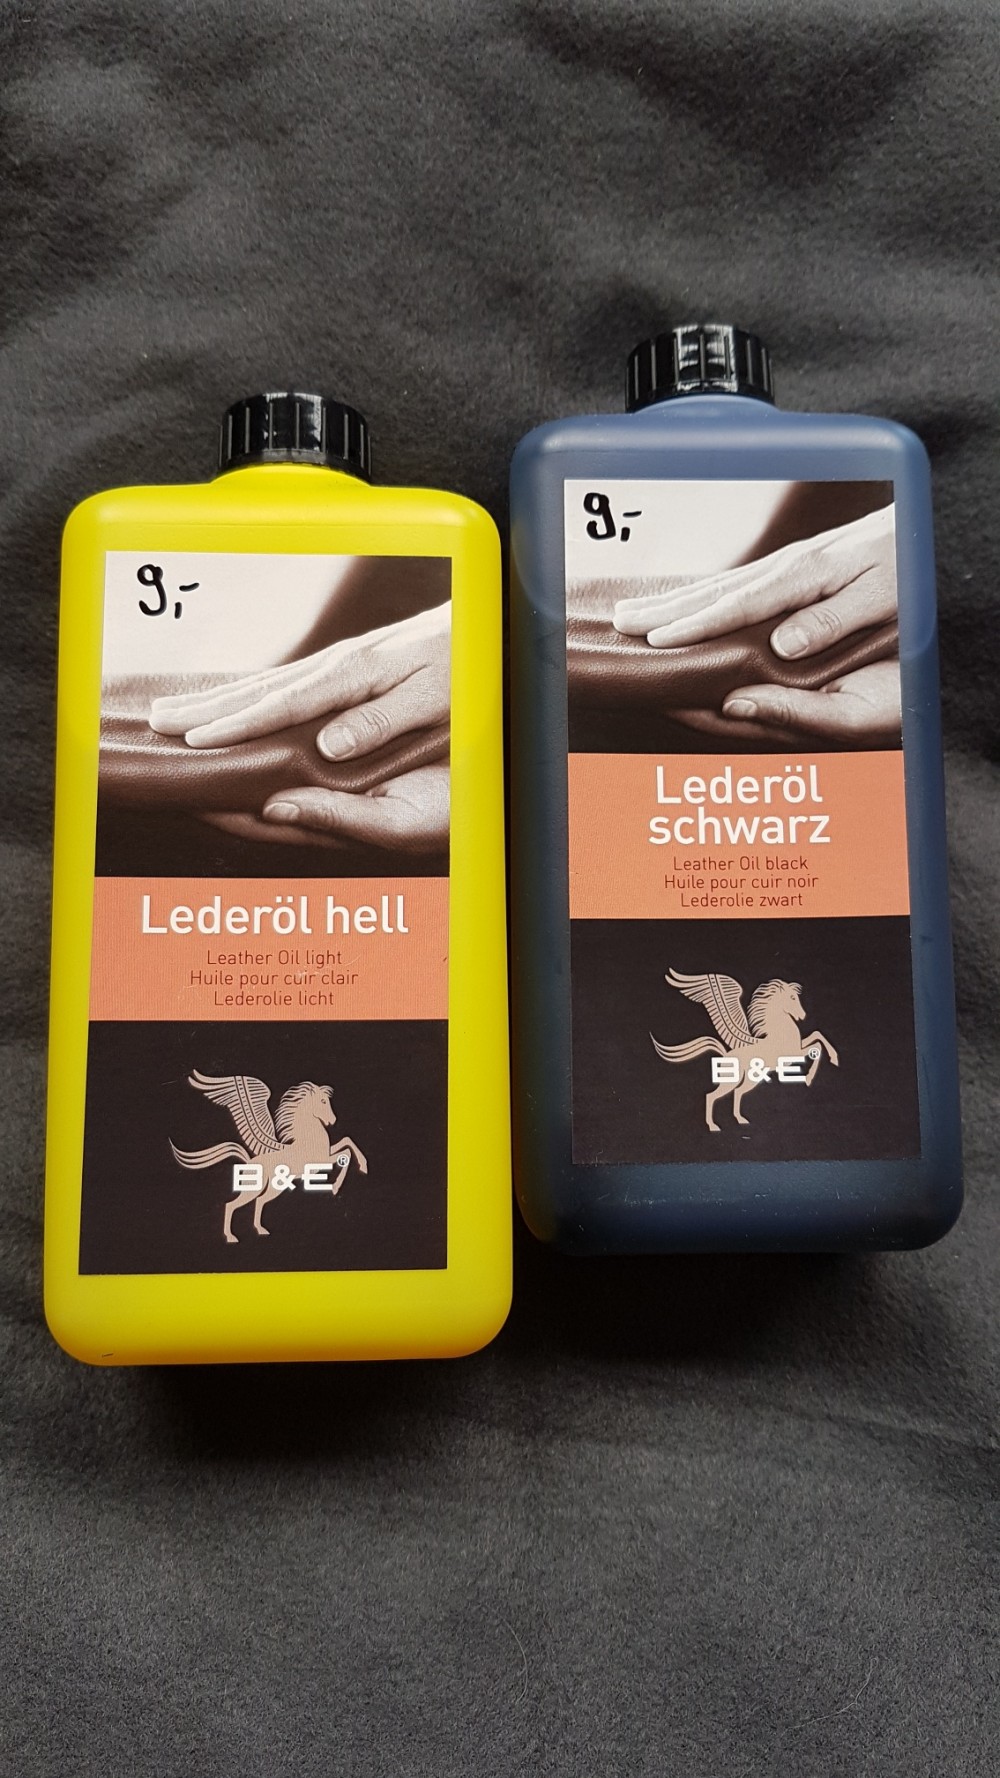 9,-
Lederöl hell
Leather Oil light
Huile pour cuir clair
Lederolie licht
B&E®
9,-
Lederöl
schwarz
Leather Oil black
Huile pour cuir noir
Lederolie zwart
B&E®